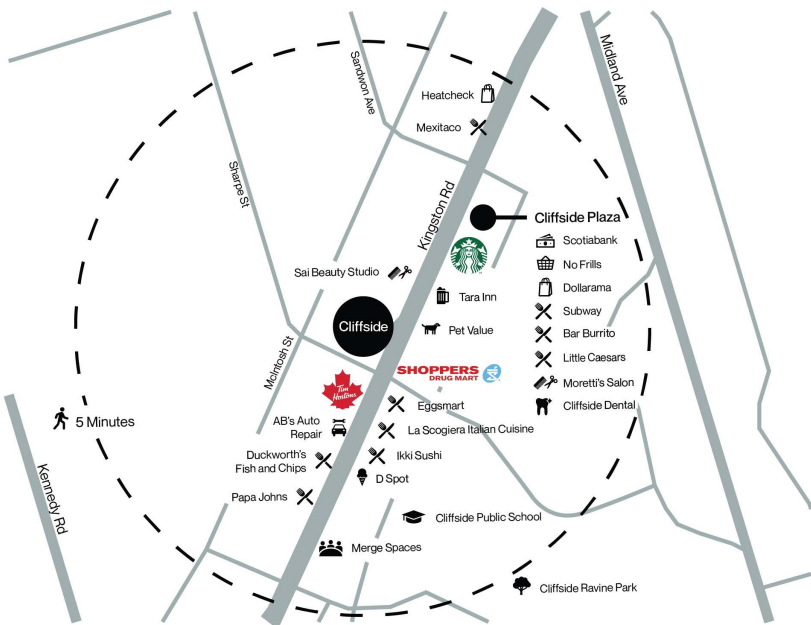 Sandwon Ave
Midland Ave
Heatcheck
Mexitaco
Sharpe St
Kingston Rd
Cliffside Plaza
Scotiabank
No Frills
Dollarama
Subway
Bar Burrito
Little Caesars
Moretti's Salon
Cliffside Dental
Sai Beauty Studio
Tara Inn
Cliffside
Pet Value
McIntosh St
SHOPPERS
DRUG MART
Tim
Hortons
Eggsmart
5 Minutes
AB's Auto
Repair
La Scogiera Italian Cuisine
Duckworth's
Fish and Chips
Ikki Sushi
D Spot
Kennedy Rd
Papa Johns
Cliffside Public School
Merge Spaces
Cliffside Ravine Park